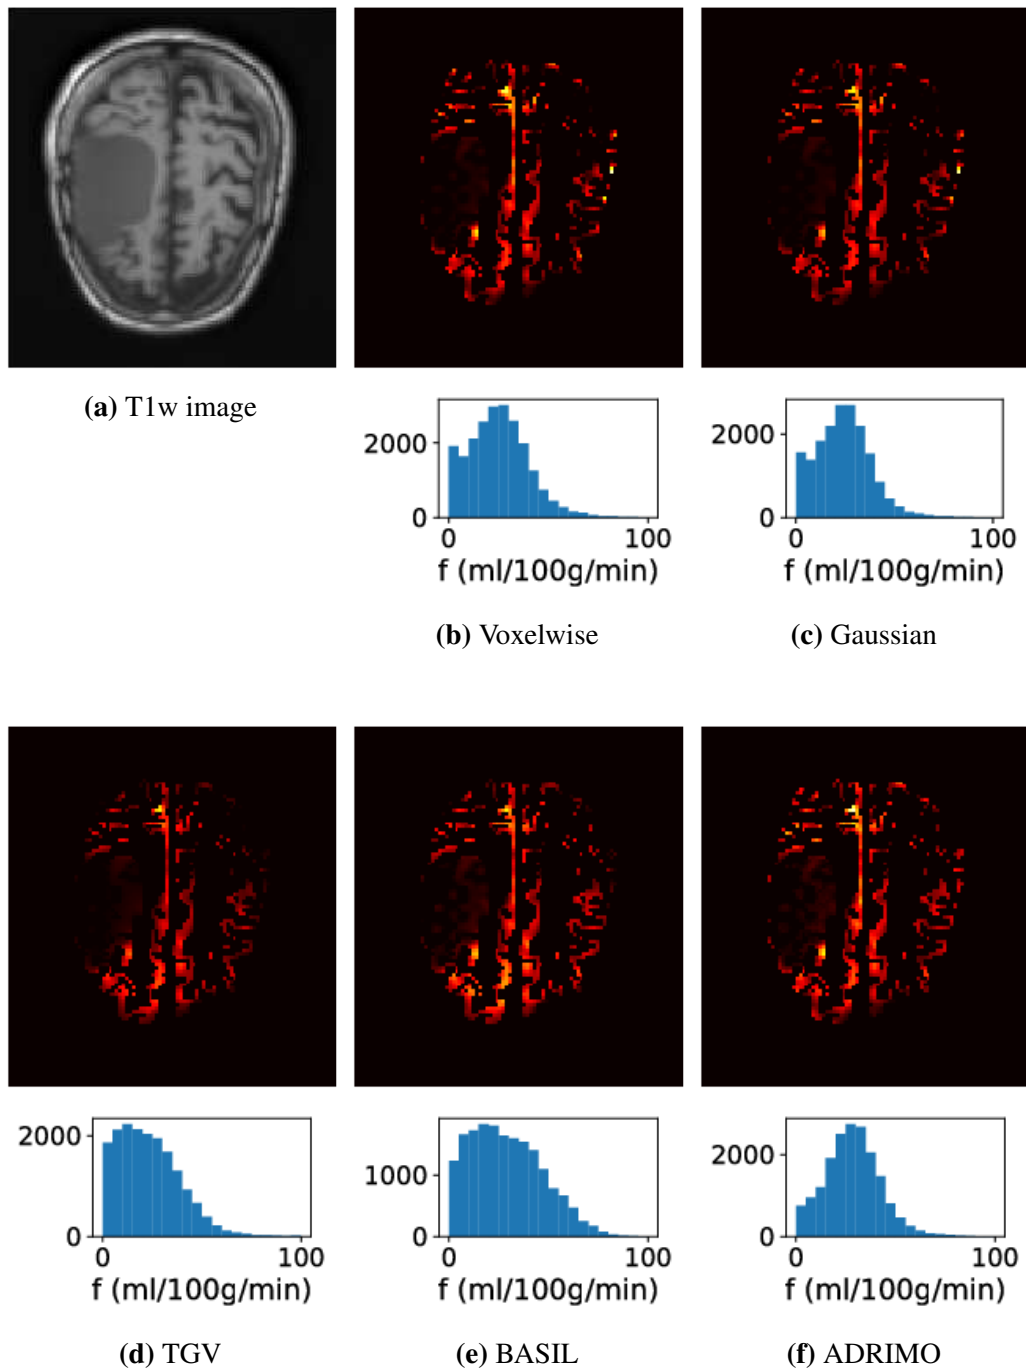 (a) T1w image
2000
0
0 100
f (ml/100g/min)
(b) Voxelwise
2000
0
0 100
f (ml/100g/min)
(c) Gaussian
2000
0
0 100
f (ml/100g/min)
(d) TGV
1000
0
0 100
f (ml/100g/min)
(e) BASIL
2000
0
0 100
f (ml/100g/min)
(f) ADRIMO